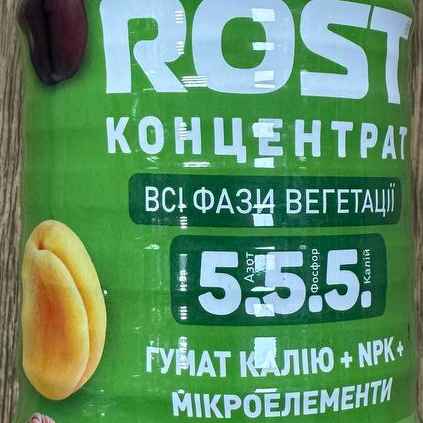 ROST
КОНЦЕНТРАТ
ВСІ ФАЗИ ВЕГЕТАЦІЇ
5.5.5.
Азот
Фосфор
Калій
ГУМАТ КАЛІЮ + NPK +
МІКРОЕЛЕМЕНТИ